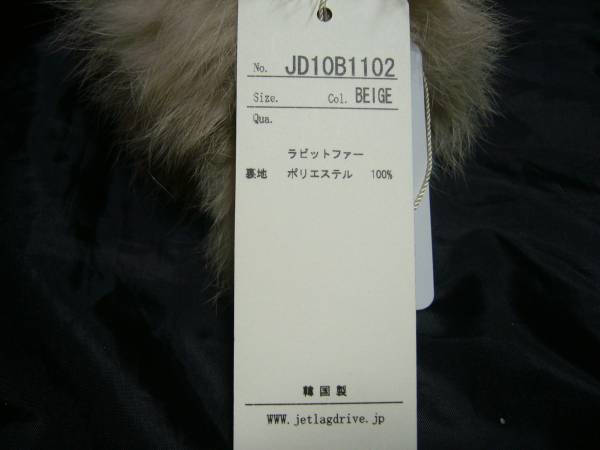 No. JD10B1102
Size. Col. BEIGE
Qua.
ラビットファー
裏地 ポリエステル 100%
韓国製
www.jetlagdrive.jp